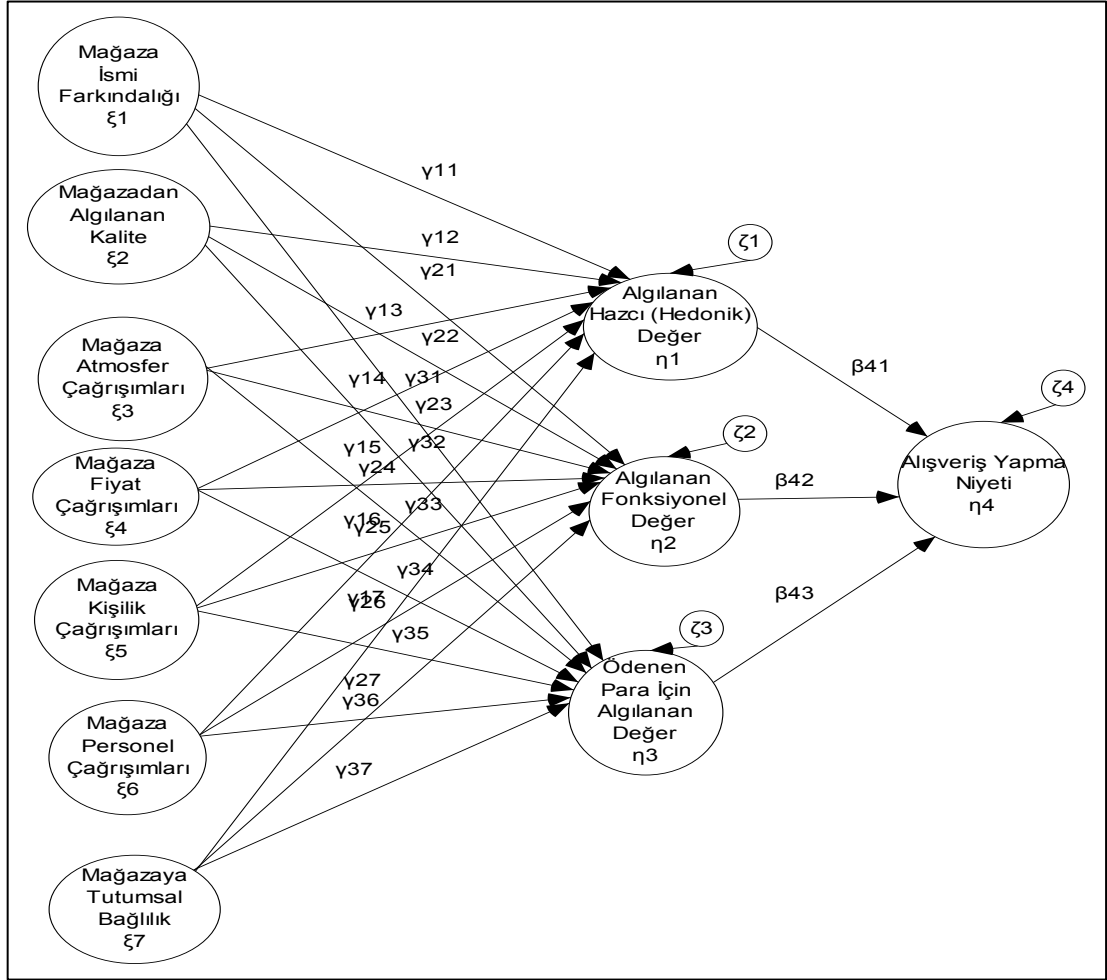 Mağaza
İsmi
Farkındalığı
ξ1
Mağazadan
Algılanan
Kalite
ξ2
Mağaza
Atmosfer
Çağrışımları
ξ3
Mağaza
Fiyat
Çağrışımları
ξ4
Mağaza
Kişilik
Çağrışımları
ξ5
Mağaza
Personel
Çağrışımları
ξ6
Mağazaya
Tutumsal
Bağlılık
ξ7
γ11
γ12
γ21
γ13
γ22
γ14
γ31
γ23
γ15
γ32
γ24
γ16
γ33
γ25
γ34
γ17
γ26
γ35
γ27
γ36
γ37
ζ1
Algılanan
Hazcı (Hedonik)
Değer
η1
ζ2
Algılanan
Fonksiyonel
Değer
η2
ζ3
Ödenen
Para İçin
Algılanan
Değer
η3
β41
β42
β43
ζ4
Alışveriş Yapma
Niyeti
η4